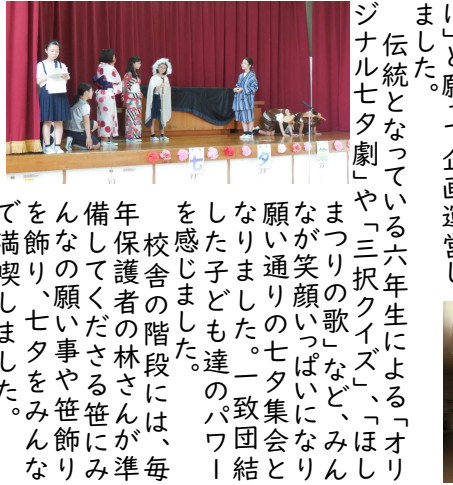 に」と願って企画運営し
ました。
伝統となっている六年生による「オリ
ジナル七夕劇」や「三択クイズ」、「ほし
まつりの歌」など、みん
なが笑顔いっぱいになり
願い通りの七夕集会と
なりました。一致団結
した子ども達のパワー
を感じました。
校舎の階段には、毎
年保護者の林さんが準
備してくださる笹にみ
んなの願い事や笹飾り
を飾り、七夕をみんな
で満喫しました。
七夕